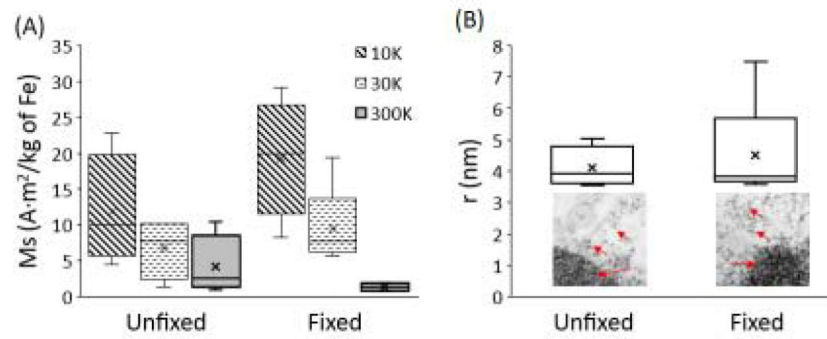 (A)
Ms (A·m²/kg of Fe)
35
30
25
20
15
10
5
0
10K
30K
300K
Unfixed
Fixed
(B)
r (nm)
8
7
6
5
4
3
2
1
0
Unfixed
Fixed